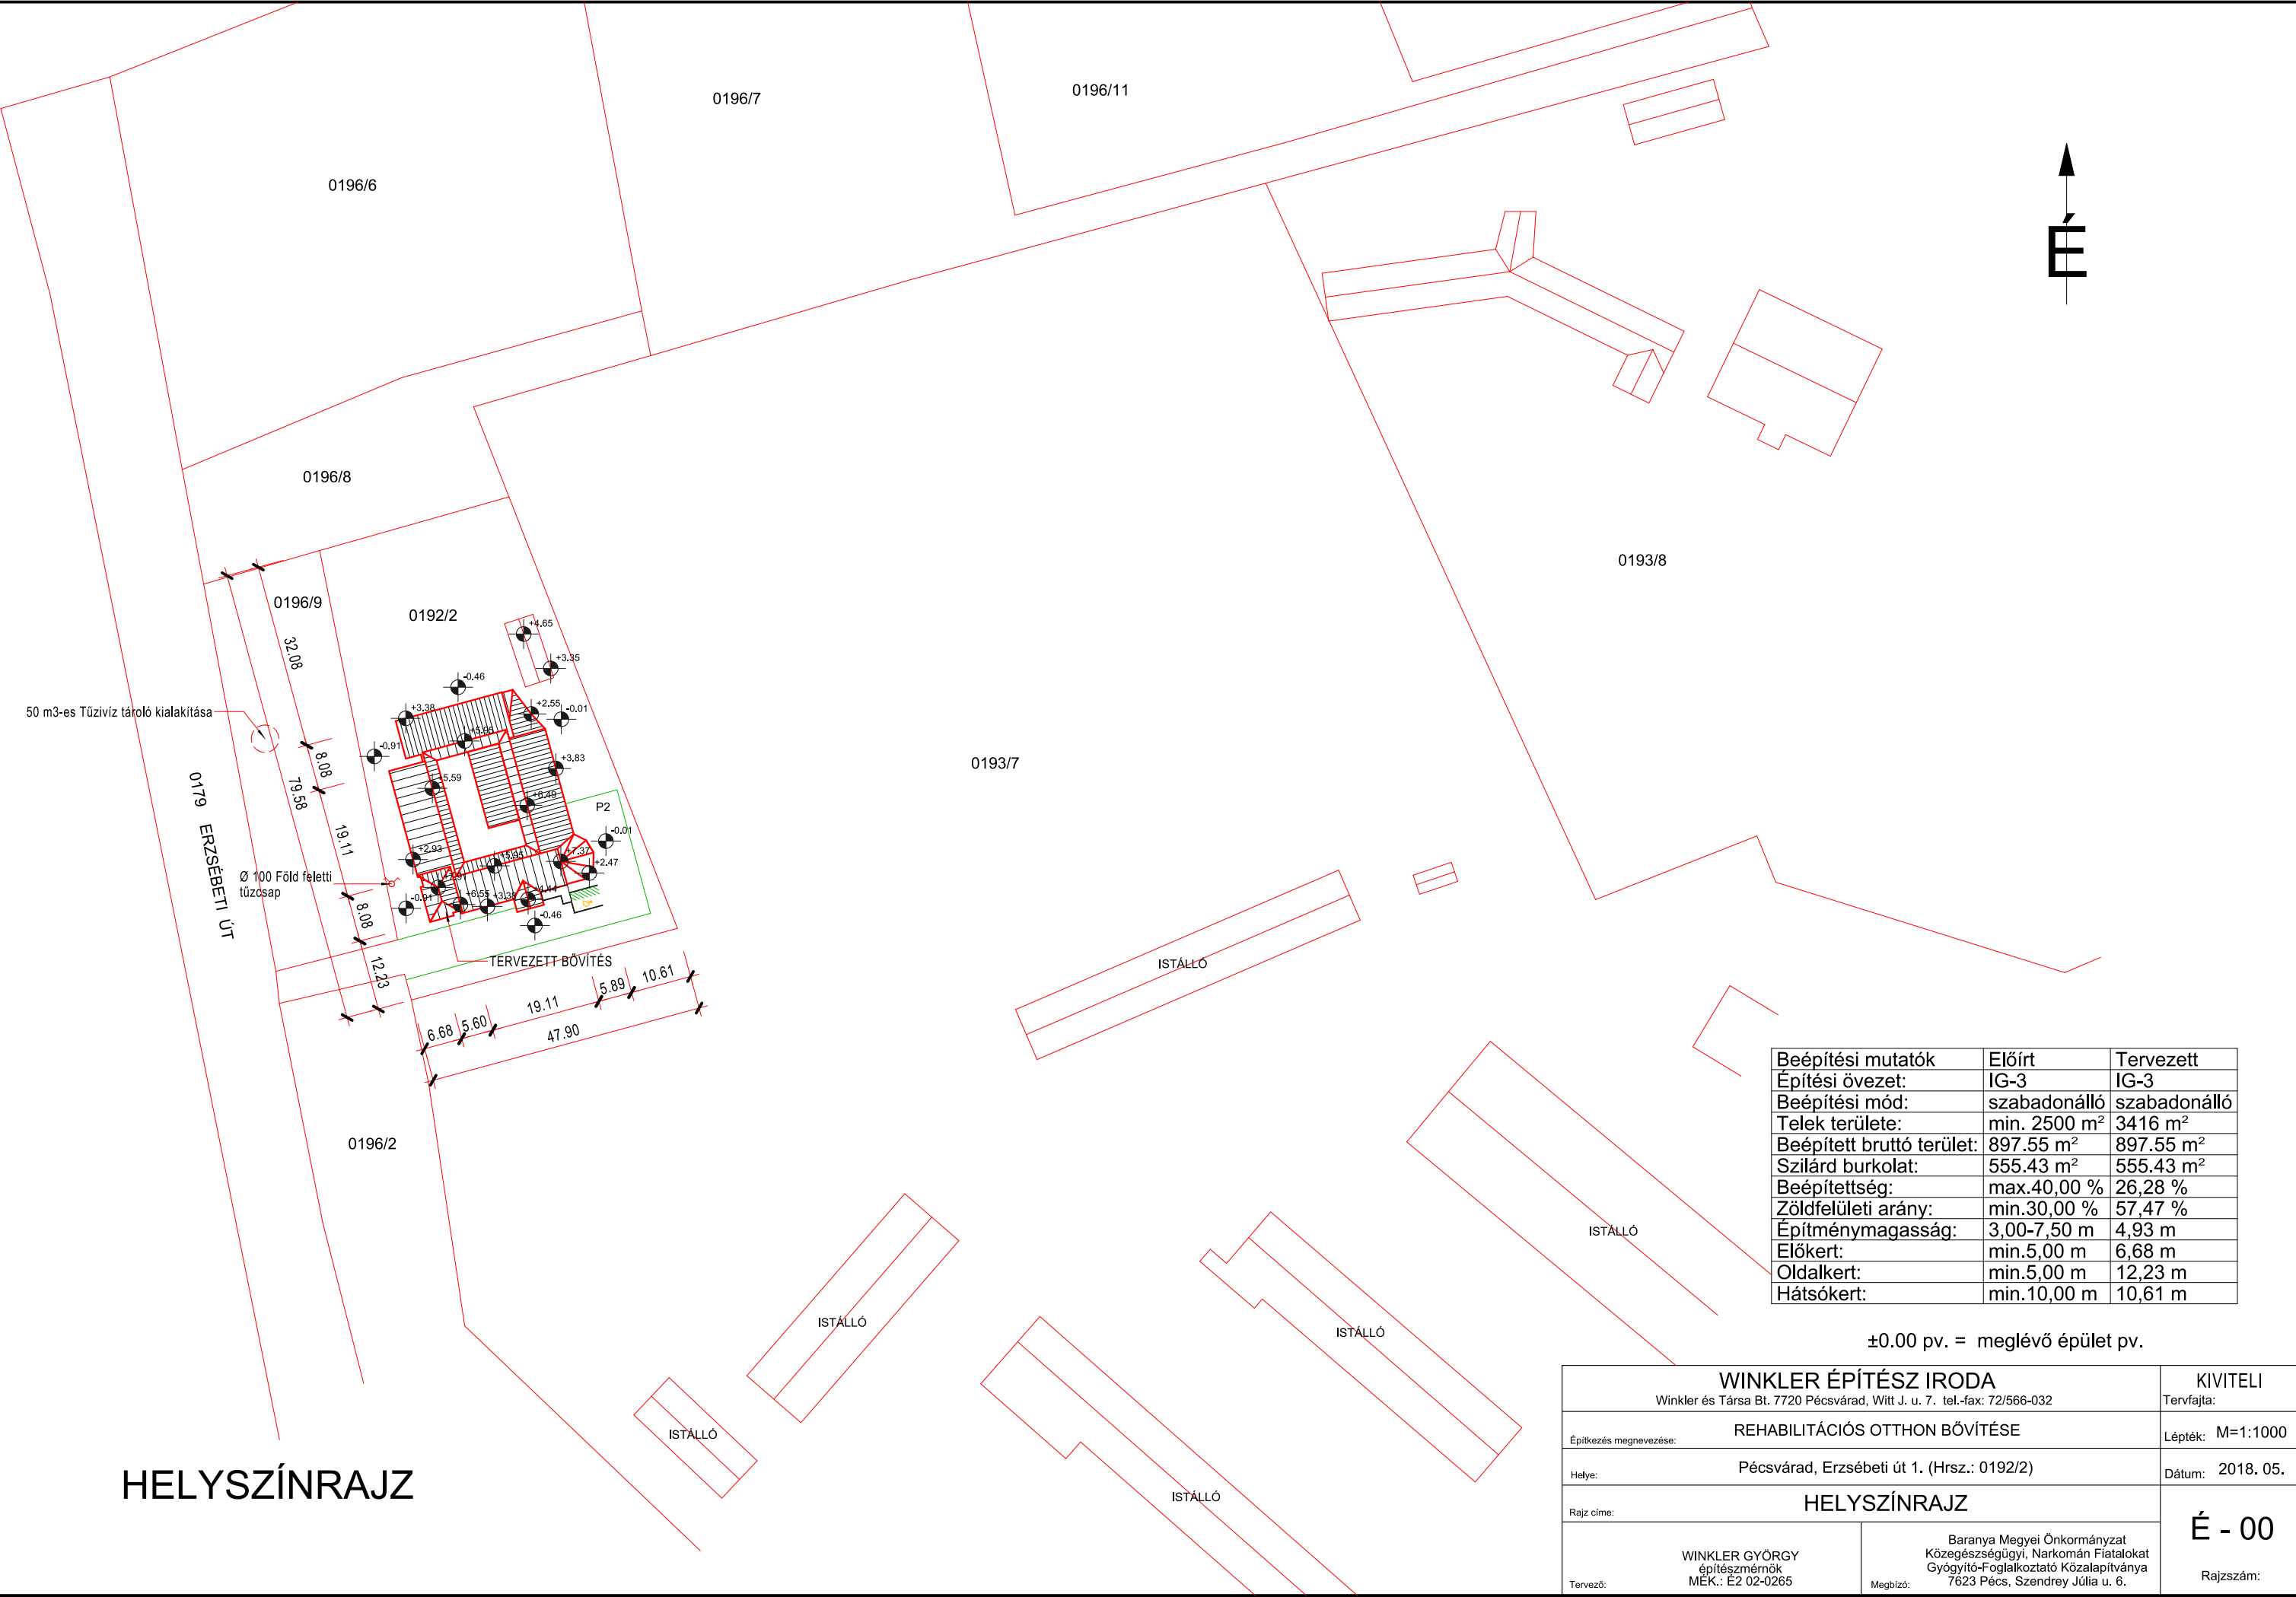 0196/7
0196/11
0196/6
É
0196/8
0193/8
0196/9
0192/2
+4.65
+3.35
-0.46
32.08
50 m3-es Tűzivíz tároló kialakítása
+3.38
+2.55
-0.01
-0.91
8.08
+3.83
0193/7
+5.59
79.58
+6.49
P2
0179 ERZSÉBETI ÚT
19.11
-0.01
+2.93
+7.37
+2.47
Ø 100 Föld feletti
tűzcsap
-0.91
+6.55
+3.38
+4.44
8.08
-0.46
TERVEZETT BŐVÍTÉS
12.23
6.68
5.60
19.11
5.89
10.61
47.90
ISTÁLLÓ
0196/2
ISTÁLLÓ
ISTÁLLÓ
ISTÁLLÓ
ISTÁLLÓ
ISTÁLLÓ
Beépítési mutatók Előírt Tervezett
Építési övezet: IG-3 IG-3
Beépítési mód: szabadonálló szabadonálló
Telek területe: min. 2500 m² 3416 m²
Beépített bruttó terület: 897.55 m² 897.55 m²
Szilárd burkolat: 555.43 m² 555.43 m²
Beépítettség: max.40,00 % 26,28 %
Zöldfelületi arány: min.30,00 % 57,47 %
Építménymagasság: 3,00-7,50 m 4,93 m
Előkert: min.5,00 m 6,68 m
Oldalkert: min.5,00 m 12,23 m
Hátsókert: min.10,00 m 10,61 m
±0.00 pv. = meglévő épület pv.
HELYSZÍNRAJZ
WINKLER ÉPÍTÉSZ IRODA
Winkler és Társa Bt. 7720 Pécsvárad, Witt J. u. 7. tel.-fax: 72/566-032
KIVITELI
Tervfajta:
Építkezés megnevezése: REHABILITÁCIÓS OTTHON BŐVÍTÉSE
Lépték: M=1:1000
Helye: Pécsvárad, Erzsébeti út 1. (Hrsz.: 0192/2)
Dátum: 2018. 05.
Rajz címe: HELYSZÍNRAJZ
É - 00
Rajzszám:
Tervező: WINKLER GYÖRGY
építészmérnök
MÉK.: É2 02-0265
Megbízó: Baranya Megyei Önkormányzat
Közegészségügyi, Narkomán Fiatalokat
Gyógyító-Foglalkoztató Közalapítványa
7623 Pécs, Szendrey Júlia u. 6.